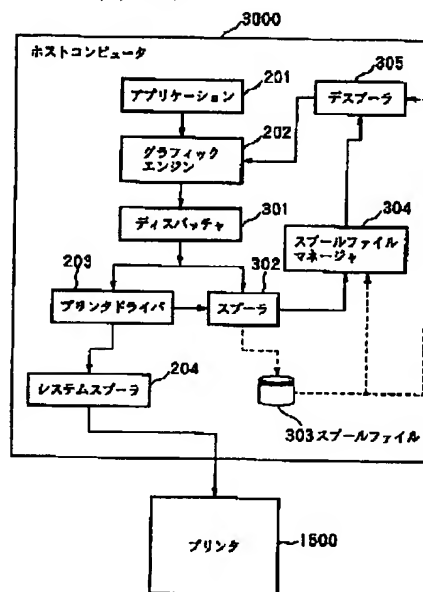 3000
ホストコンピュータ
305
201
アプリケーション
デスプーラ
202
グラフィック
エンジン
301
304
ディスパッチャ
スプールファイル
マネージャ
203
302
プリンタドライバ
スプーラ
204
システムスプーラ
303 スプールファイル
プリンタ
1500